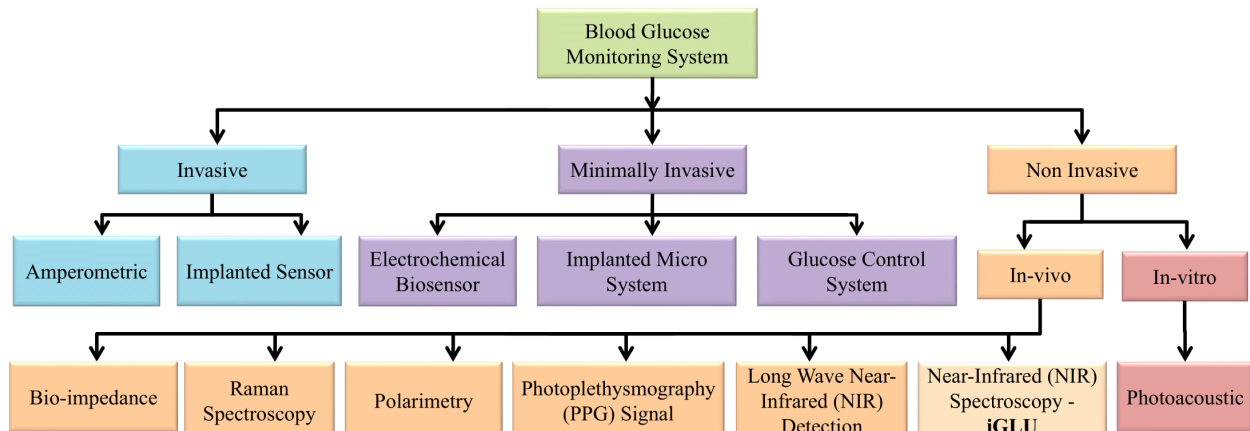 Blood Glucose
Monitoring System
Invasive
Minimally Invasive
Non Invasive
Amperometric
Implanted Sensor
Electrochemical
Biosensor
Implanted Micro
System
Glucose Control
System
In-vivo
In-vitro
Bio-impedance
Raman
Spectroscopy
Polarimetry
Photoplethysmography
(PPG) Signal
Long Wave Near-
Infrared (NIR)
Detection
Near-Infrared (NIR)
Spectroscopy -
iGLU
Photoacoustic